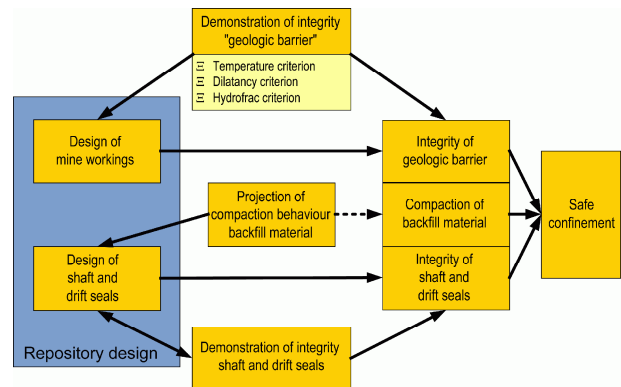 Demonstration of integrity
"geologic barrier"
Ξ Temperature criterion
Ξ Dilatancy criterion
Ξ Hydrofrac criterion
Design of
mine workings
Integrity of
geologic barrier
Projection of
compaction behaviour
backfill material
Compaction of
backfill material
Safe
confinement
Design of
shaft and
drift seals
Integrity of
shaft and
drift seals
Repository design
Demonstration of integrity
shaft and drift seals